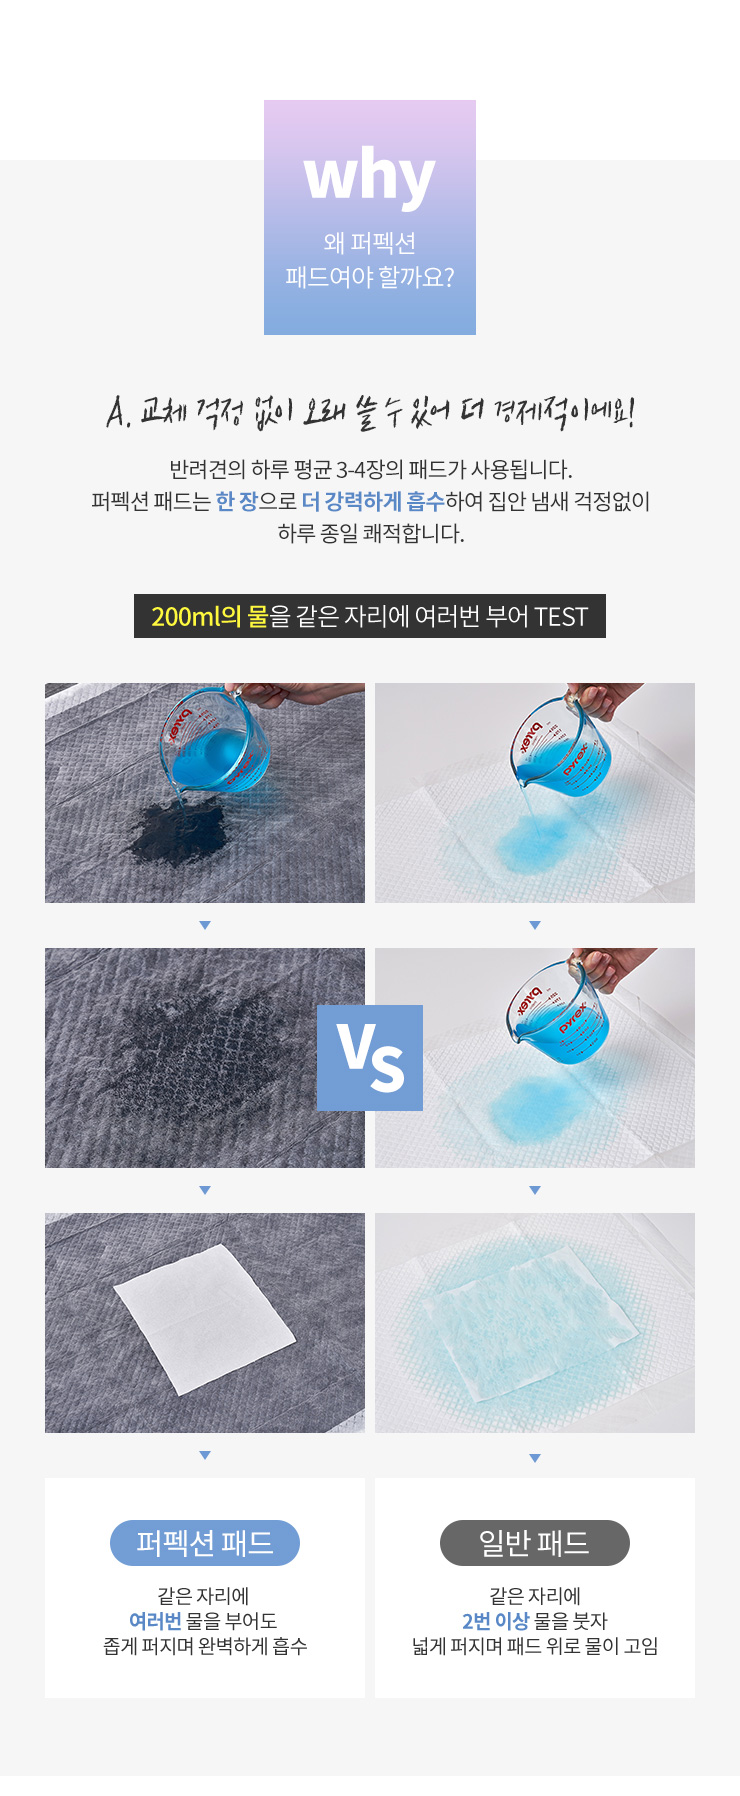 why
왜 퍼펙션
패드여야 할까요?
A. 교체 걱정 없이 오래 쓸 수 있어 더 경제적이에요!
반려견의 하루 평균 3-4장의 패드가 사용됩니다.
퍼펙션 패드는 한 장으로 더 강력하게 흡수하여 집안 냄새 걱정없이
하루 종일 쾌적합니다.
200ml의 물을 같은 자리에 여러번 부어 TEST
pyrex
pyrex
pyrex
pyrex
VS
pyrex
pyrex
퍼펙션 패드
같은 자리에
여러번 물을 부어도
좁게 퍼지며 완벽하게 흡수
일반 패드
같은 자리에
2번 이상 물을 붓자
넓게 퍼지며 패드 위로 물이 고임